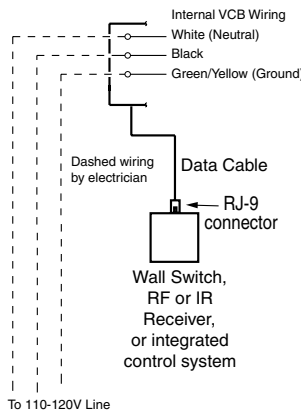 Internal VCB Wiring
White (Neutral)
Black
Green/Yellow (Ground)
Dashed wiring
by electrician
Data Cable
RJ-9
connector
Wall Switch,
RF or IR
Receiver,
or integrated
control system
To 110-120V Line